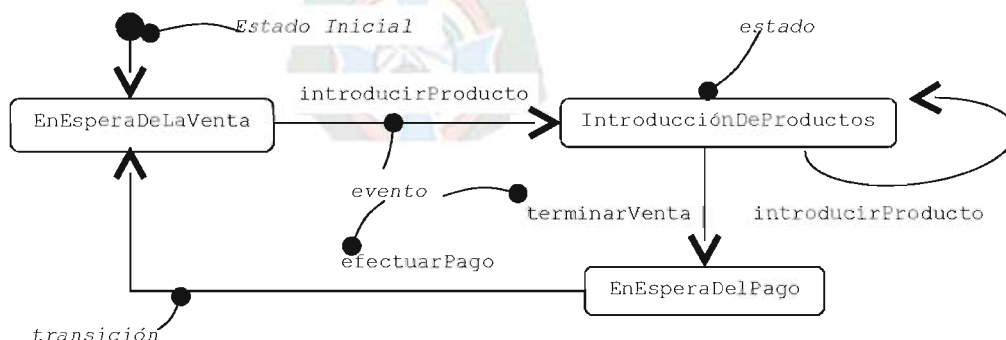 Estado Inicial
estado
introducirProducto
EnEsperaDeLaVenta
IntroducciónDeProductos
evento
terminarVenta
introducirProducto
efectuarPago
EnEsperaDelPago
transición